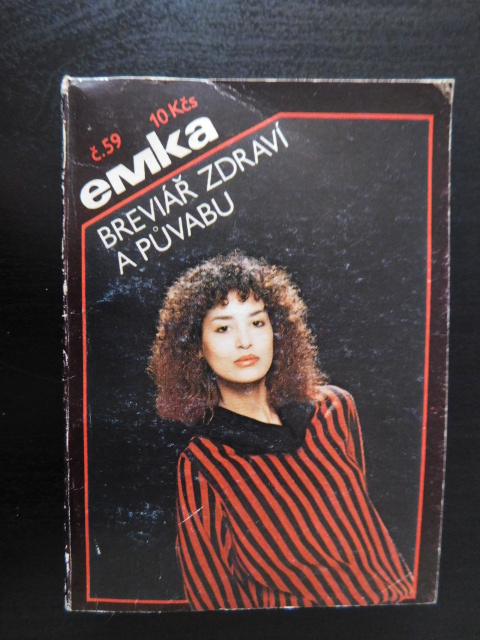 č.59 10 Kčs
emka
BREVIÁŘ ZDRAVÍ
A PŮVABU